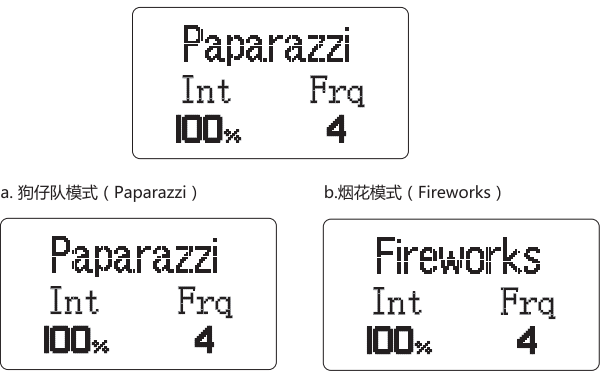 Paparazzi
Int Frq
100% 4
a. 狗仔队模式（Paparazzi）
b.烟花模式（Fireworks）
Paparazzi
Int Frq
100% 4
Fireworks
Int Frq
100% 4